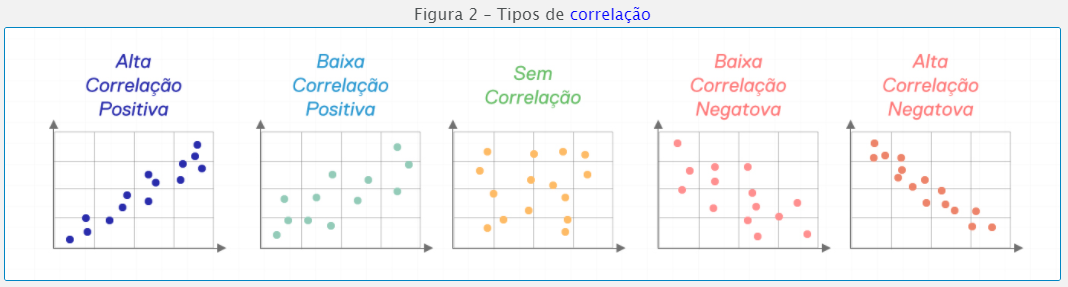 Figura 2 – Tipos de correlação
Alta
Correlação
Positiva
Baixa
Correlação
Positiva
Sem
Correlação
Baixa
Correlação
Negatova
Alta
Correlação
Negatova